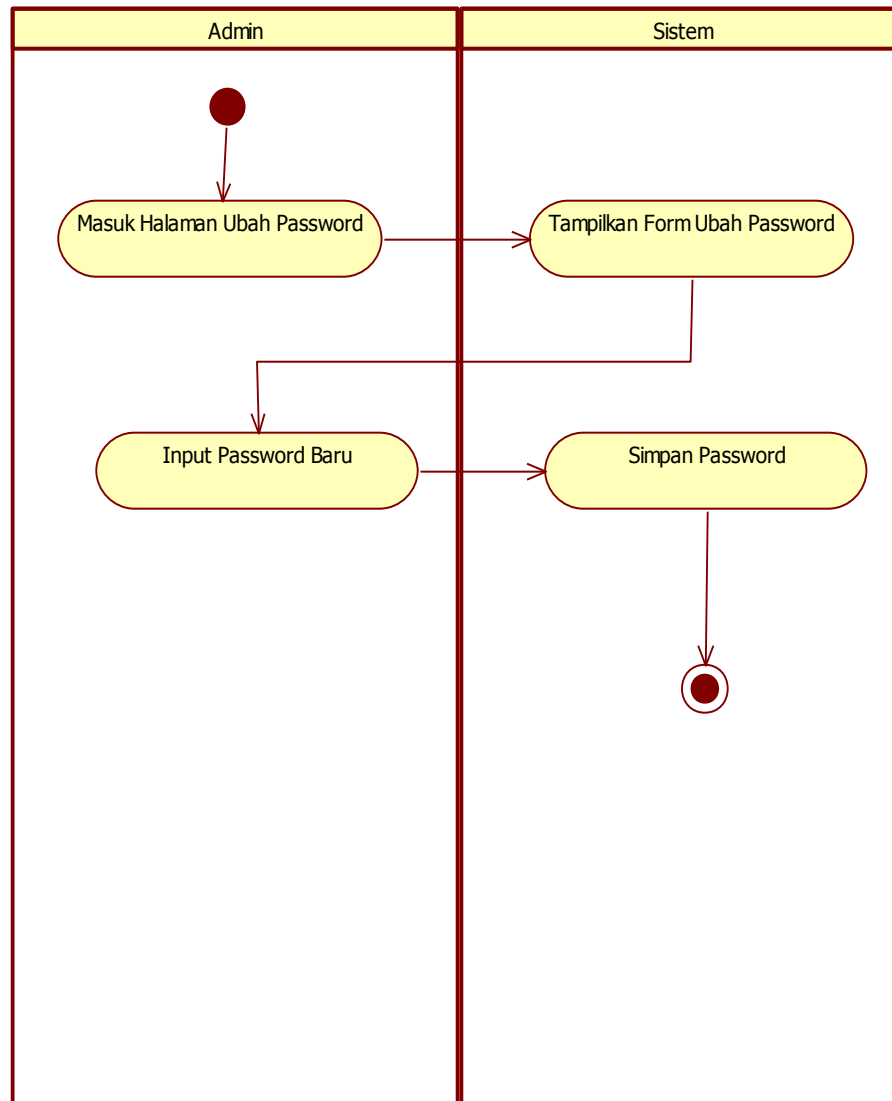 Admin
Sistem
Masuk Halaman Ubah Password
Tampilkan Form Ubah Password
Input Password Baru
Simpan Password